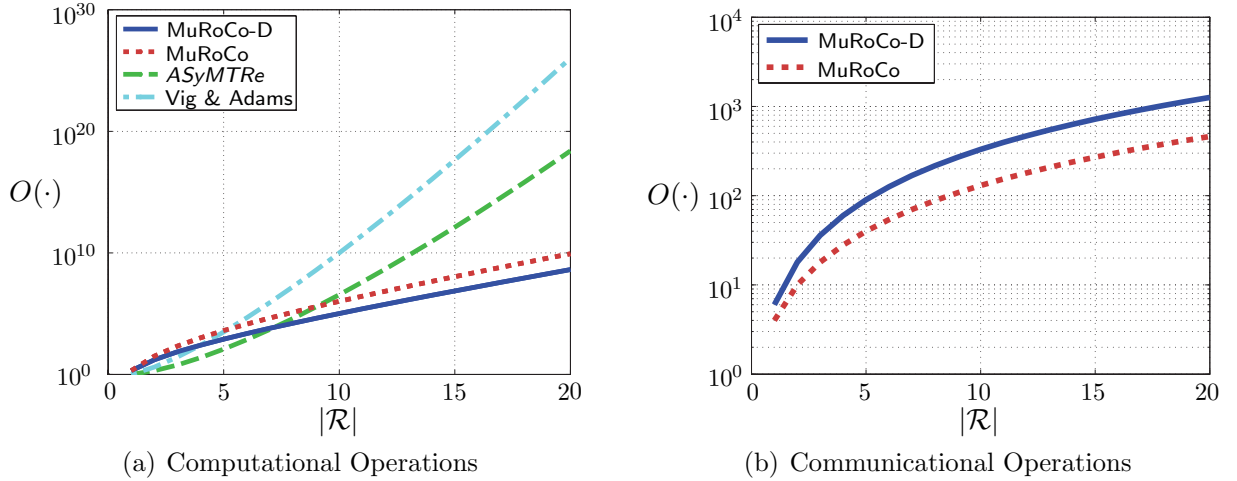 10^30
10^20
10^10
10^0
O(·)
MuRoCo-D
MuRoCo
ASyMTRe
Vig & Adams
0 5 10 15 20
|ℛ|
(a) Computational Operations
10^4
10^3
10^2
10^1
10^0
O(·)
MuRoCo-D
MuRoCo
0 5 10 15 20
|ℛ|
(b) Communicational Operations